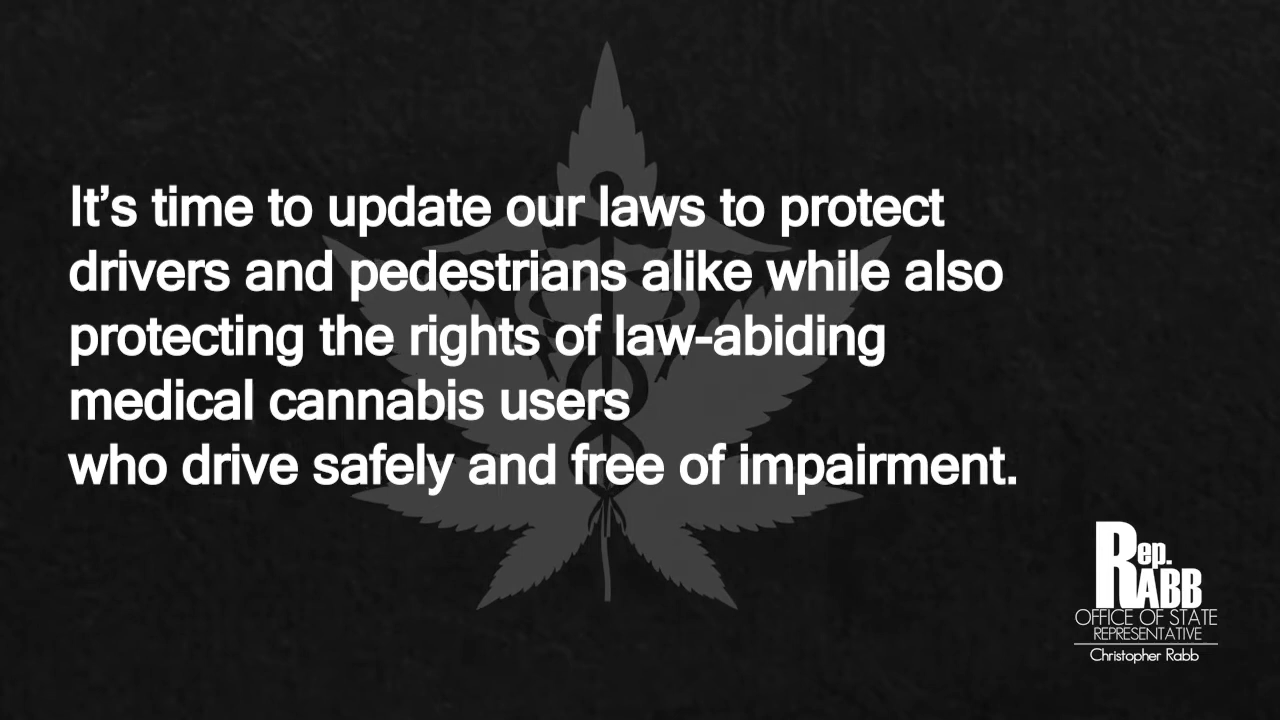 It’s time to update our laws to protect
drivers and pedestrians alike while also
protecting the rights of law-abiding
medical cannabis users
who drive safely and free of impairment.
Rep.
RABB
OFFICE OF STATE
REPRESENTATIVE
Christopher Rabb